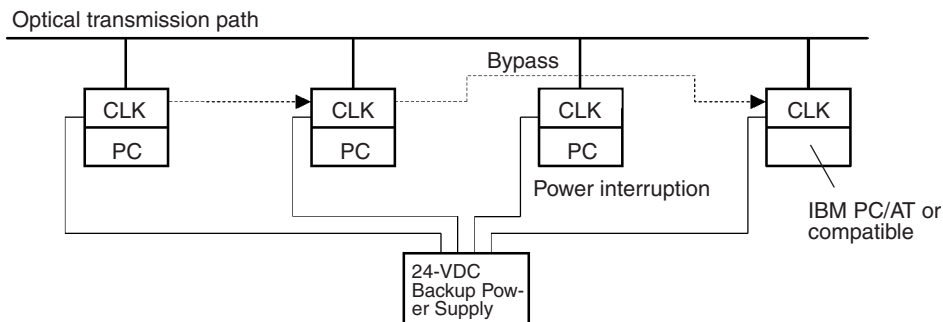 Optical transmission path
Bypass
CLK
CLK
CLK
CLK
PC
PC
PC
Power interruption
IBM PC/AT or
compatible
24-VDC
Backup Pow-
er Supply